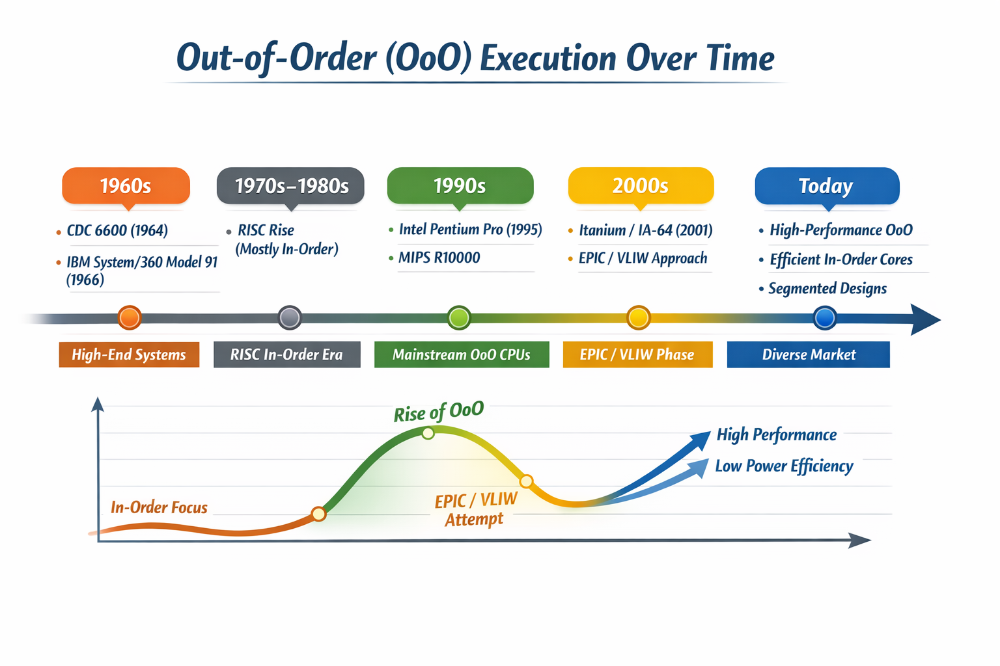 Out-of-Order (OoO) Execution Over Time
1960s
1970s–1980s
1990s
2000s
Today
• CDC 6600 (1964)
• IBM System/360 Model 91
(1966)
• RISC Rise
(Mostly In-Order)
• Intel Pentium Pro (1995)
• MIPS R10000
• Itanium / IA-64 (2001)
• EPIC / VLIW Approach
• High-Performance OoO
• Efficient In-Order Cores
• Segmented Designs
High-End Systems
RISC In-Order Era
Mainstream OoO CPUs
EPIC / VLIW Phase
Diverse Market
In-Order Focus
Rise of OoO
EPIC / VLIW
Attempt
High Performance
Low Power Efficiency